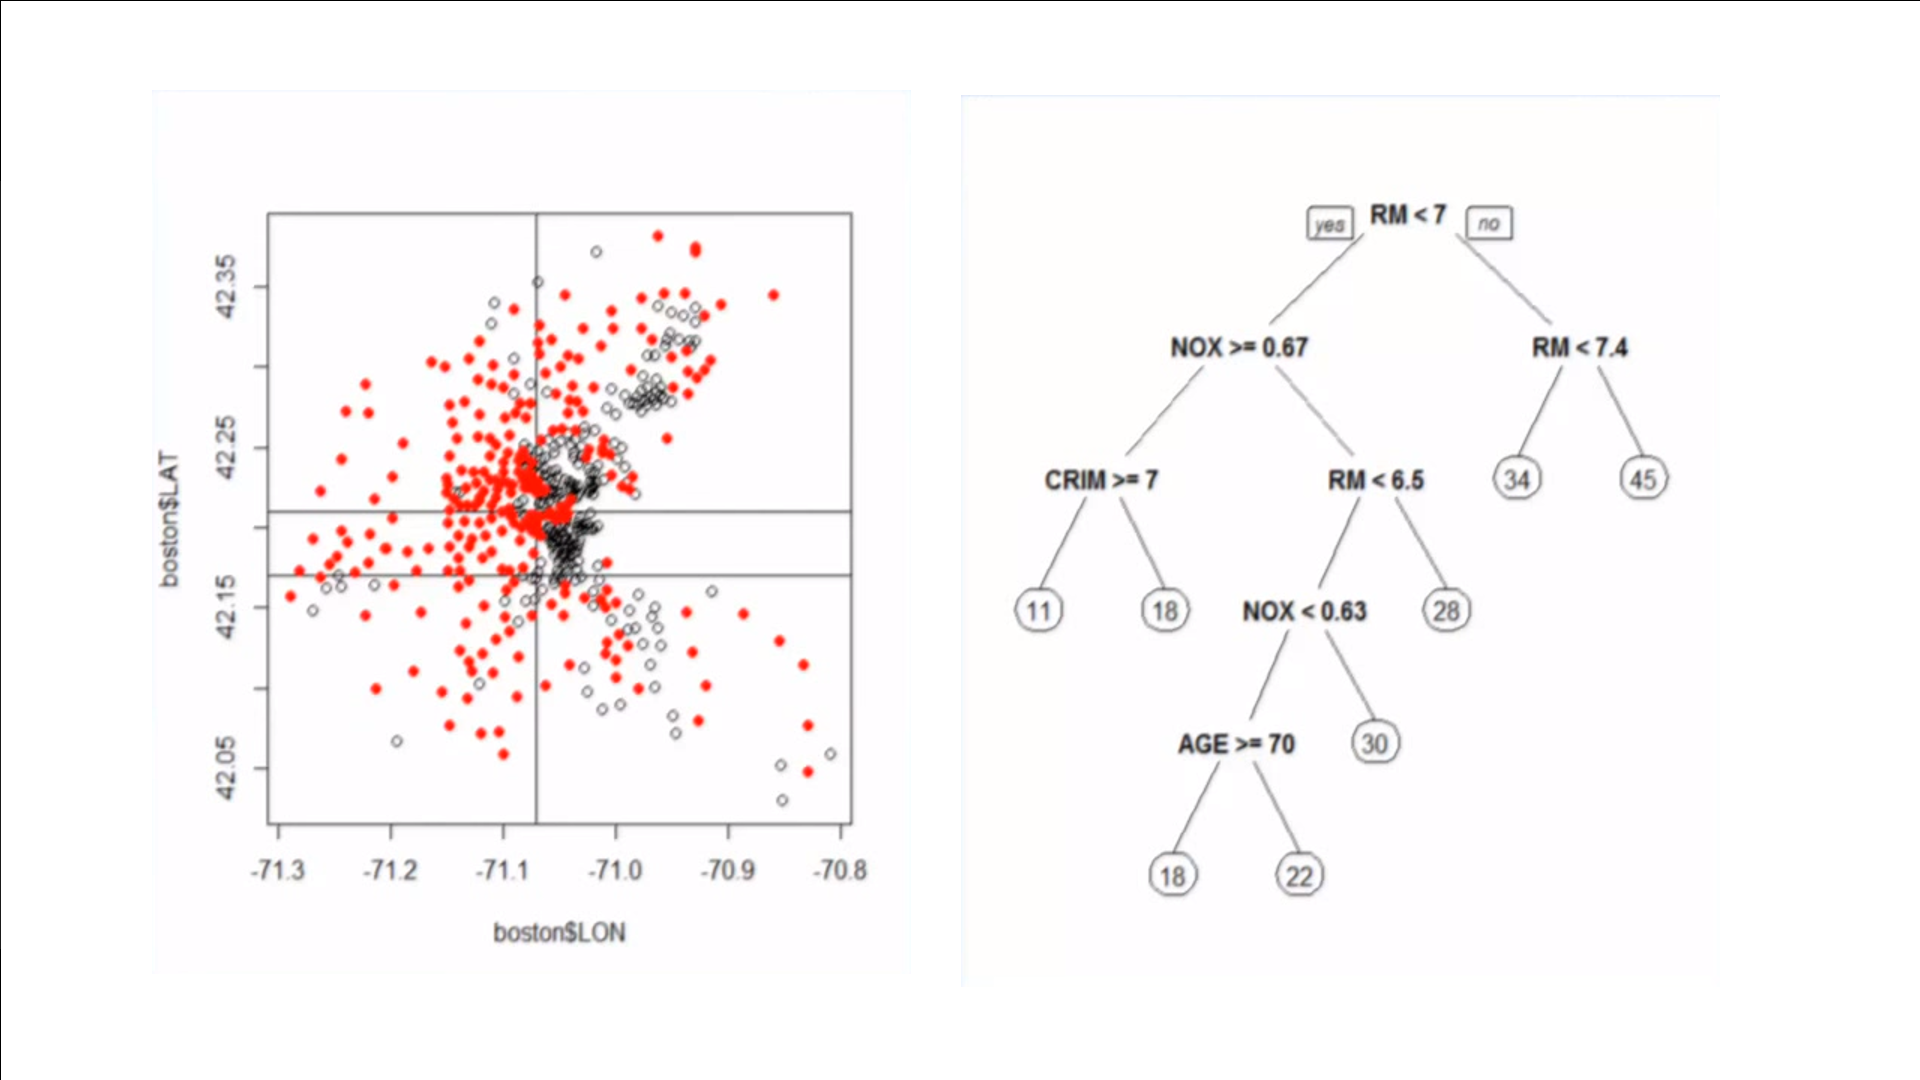 42.35
42.25
42.15
42.05
boston$LAT
-71.3 -71.2 -71.1 -71.0 -70.9 -70.8
boston$LON
yes RM < 7 no
NOX >= 0.67 RM < 7.4
CRIM >= 7 RM < 6.5 34 45
11 18 NOX < 0.63 28
AGE >= 70 30
18 22